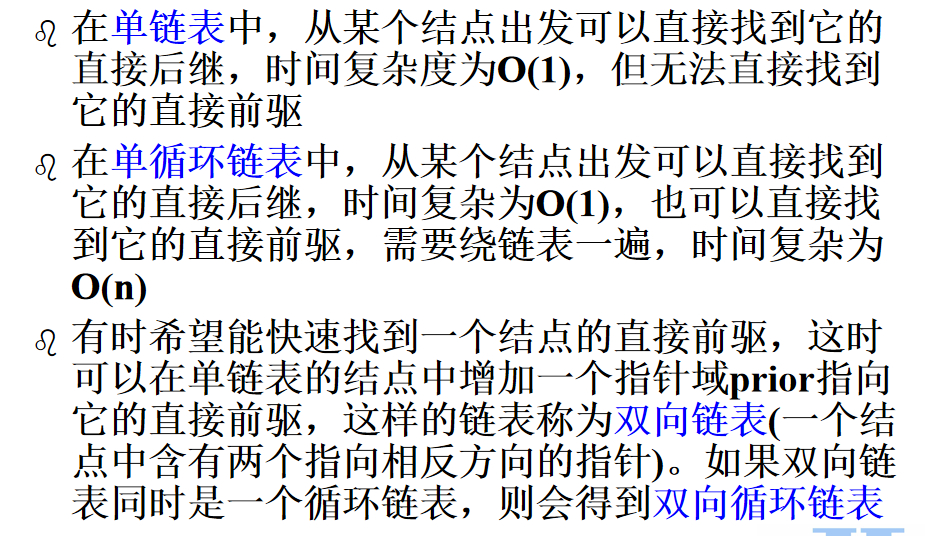 在单链表中，从某个结点出发可以直接找到它的
直接后继，时间复杂度为O(1)，但无法直接找到
它的直接前驱
在单循环链表中，从某个结点出发可以直接找到
它的直接后继，时间复杂为O(1)，也可以直接找
到它的直接前驱，需要绕链表一遍，时间复杂为
O(n)
有时希望能快速找到一个结点的直接前驱，这时
可以在单链表的结点中增加一个指针域prior指向
它的直接前驱，这样的链表称为双向链表(一个结
点中含有两个指向相反方向的指针)。如果双向链
表同时是一个循环链表，则会得到双向循环链表